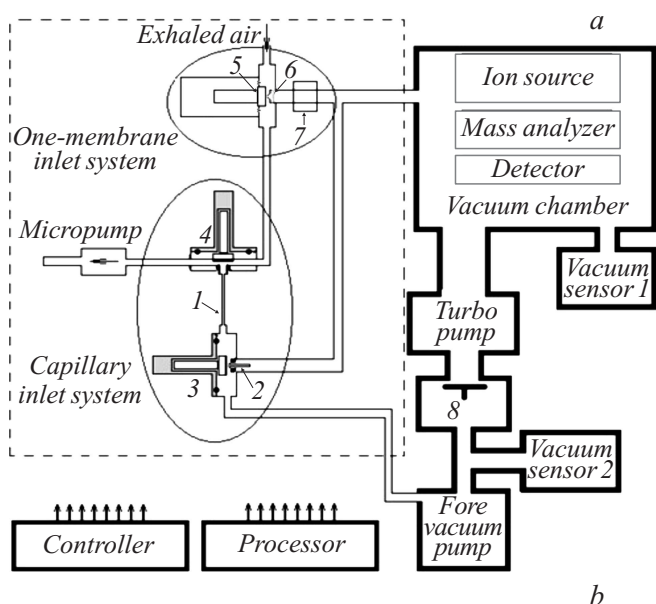 a
Exhaled air
5
6
7
One-membrane
inlet system
Ion source
Mass analyzer
Detector
Vacuum chamber
Micropump
4
1
Vacuum
sensor 1
Turbo
pump
Capillary
inlet system
3
2
8
Vacuum
sensor 2
Fore
vacuum
pump
Controller
Processor
b